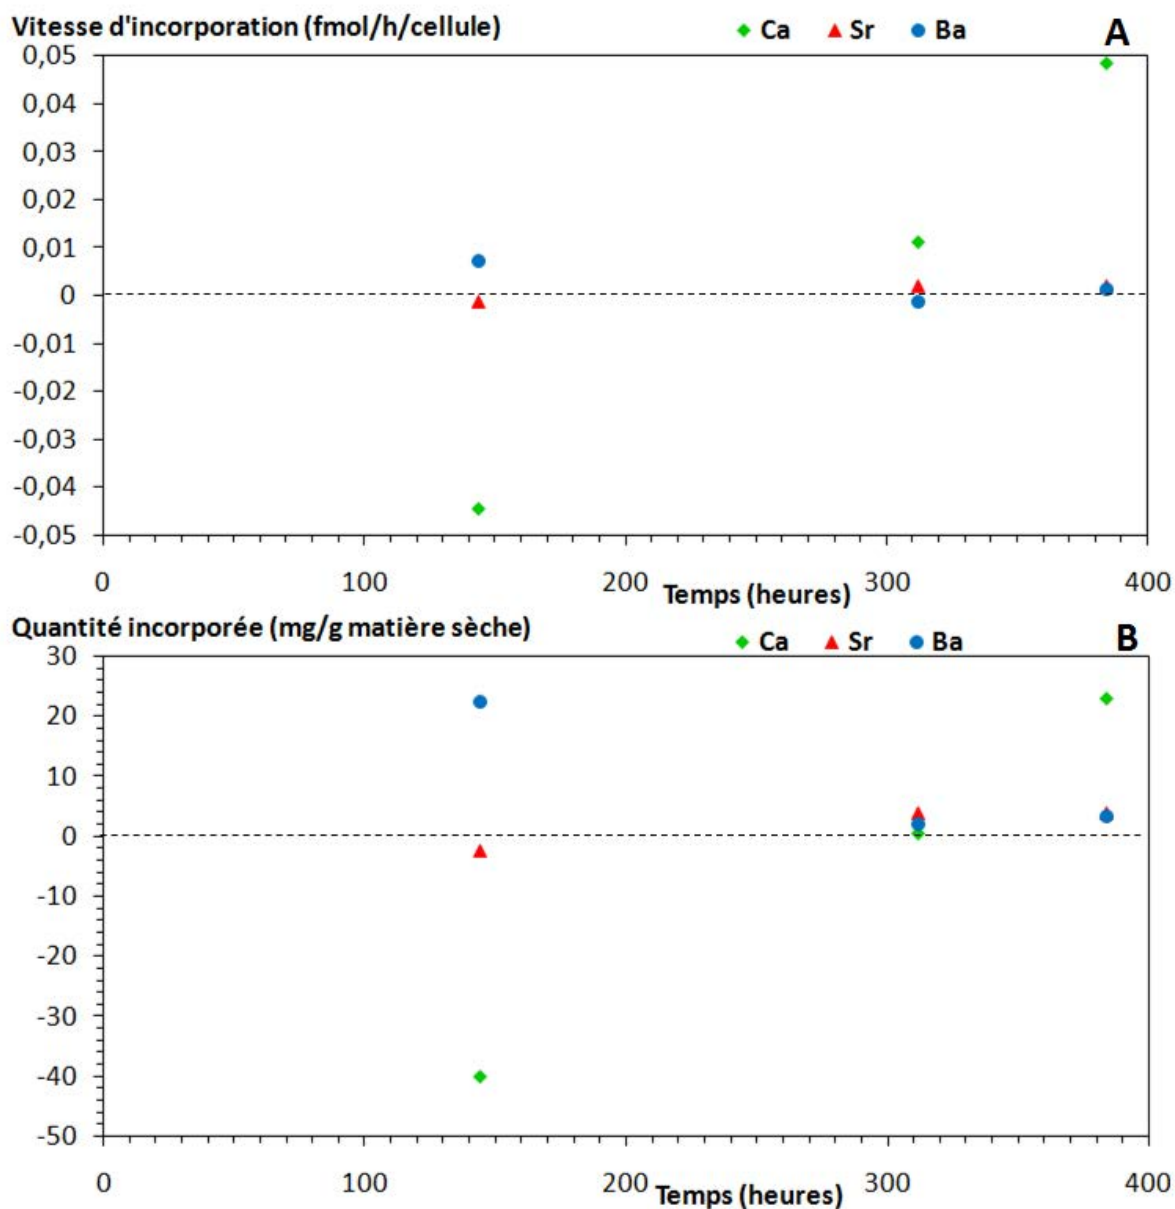 Vitesse d'incorporation (fmol/h/cellule)
Ca Sr Ba A
0,05
0,04
0,03
0,02
0,01
0
-0,01
-0,02
-0,03
-0,04
-0,05
0 100 200 300 400
Temps (heures)
Quantité incorporée (mg/g matière sèche)
Ca Sr Ba B
30
20
10
0
-10
-20
-30
-40
-50
0 100 200 300 400
Temps (heures)